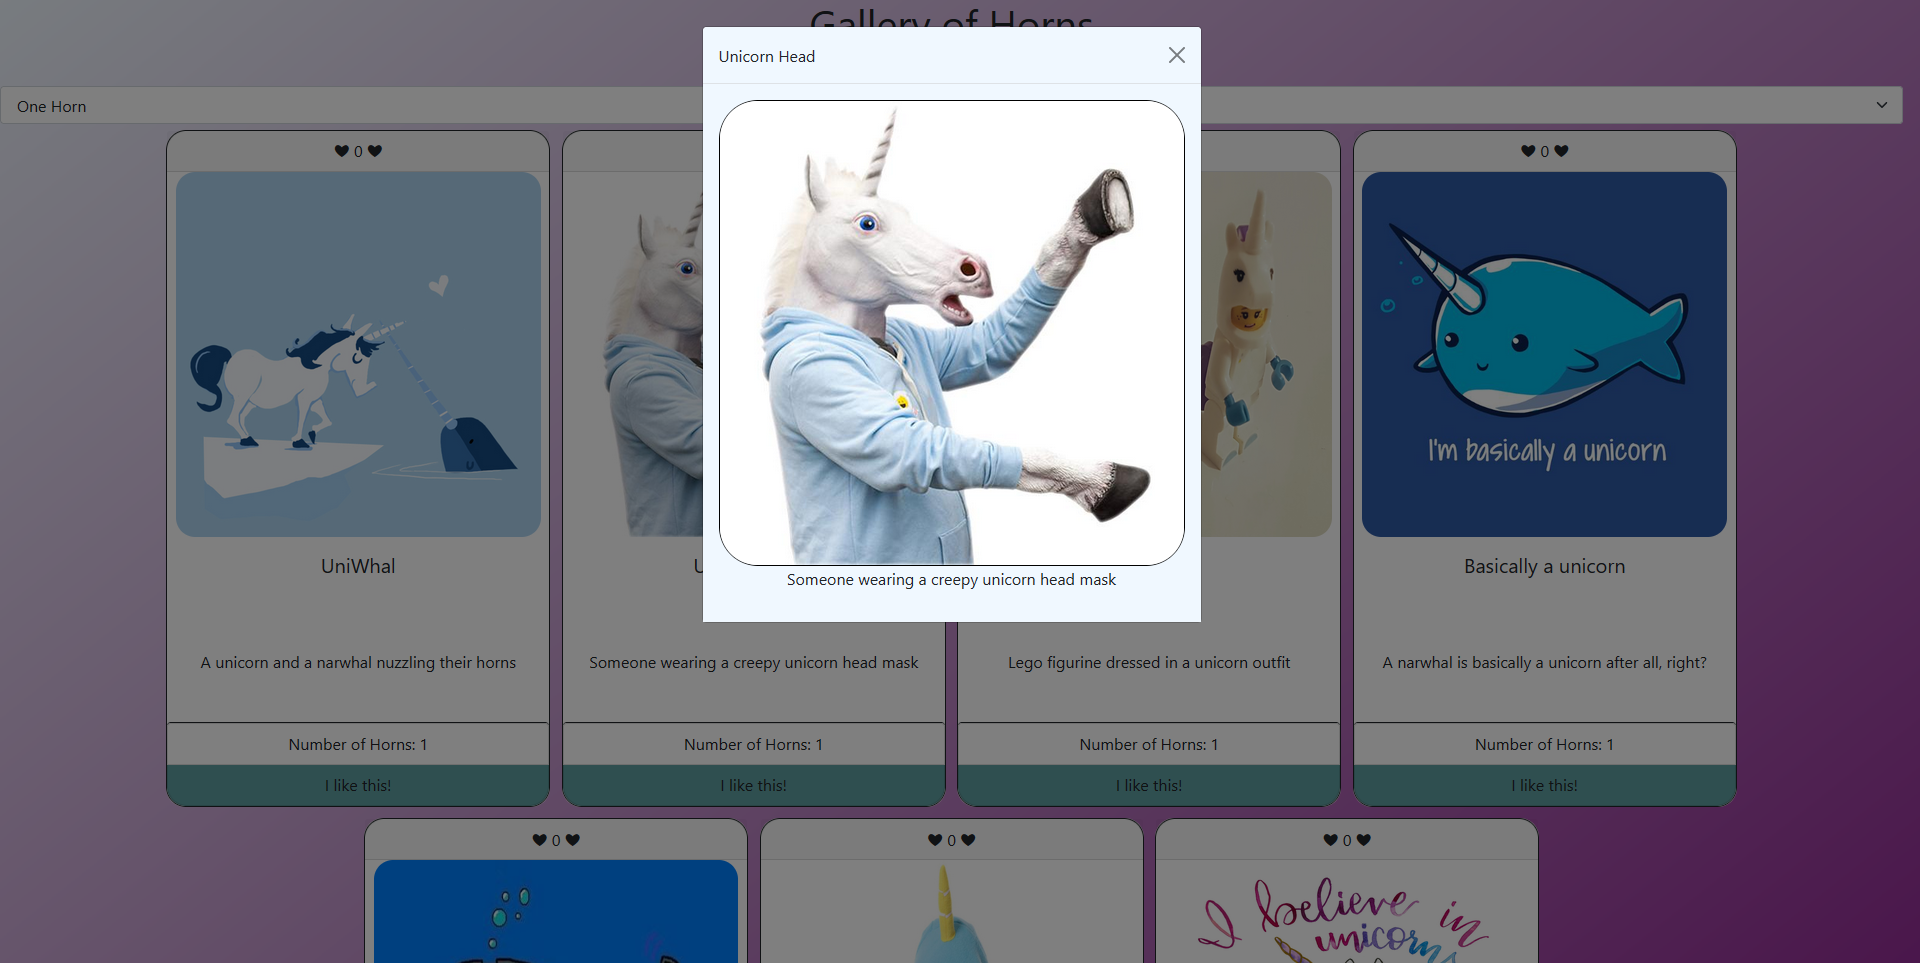 Gallery of Horns
Unicorn Head
One Horn
0
0
UniWhal
A unicorn and a narwhal nuzzling their horns
Number of Horns: 1
I like this!
U
Someone wearing a creepy unicorn head mask
Number of Horns: 1
I like this!
Someone wearing a creepy unicorn head mask
Lego figurine dressed in a unicorn outfit
Number of Horns: 1
I like this!
I'm basically a unicorn
Basically a unicorn
A narwhal is basically a unicorn after all, right?
Number of Horns: 1
I like this!
0
0
0
I believe in
unicorns